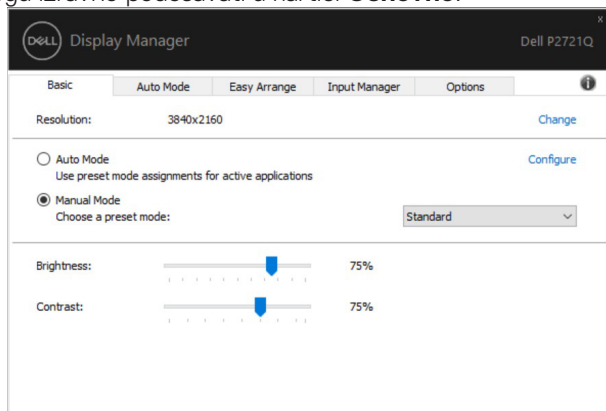 DELL
Display Manager
Dell P2721Q
x
Basic Auto Mode Easy Arrange Input Manager Options
Resolution: 3840x2160 Change
Auto Mode Configure
Use preset mode assignments for active applications
Manual Mode
Choose a preset mode: Standard
Brightness: 75%
Contrast: 75%